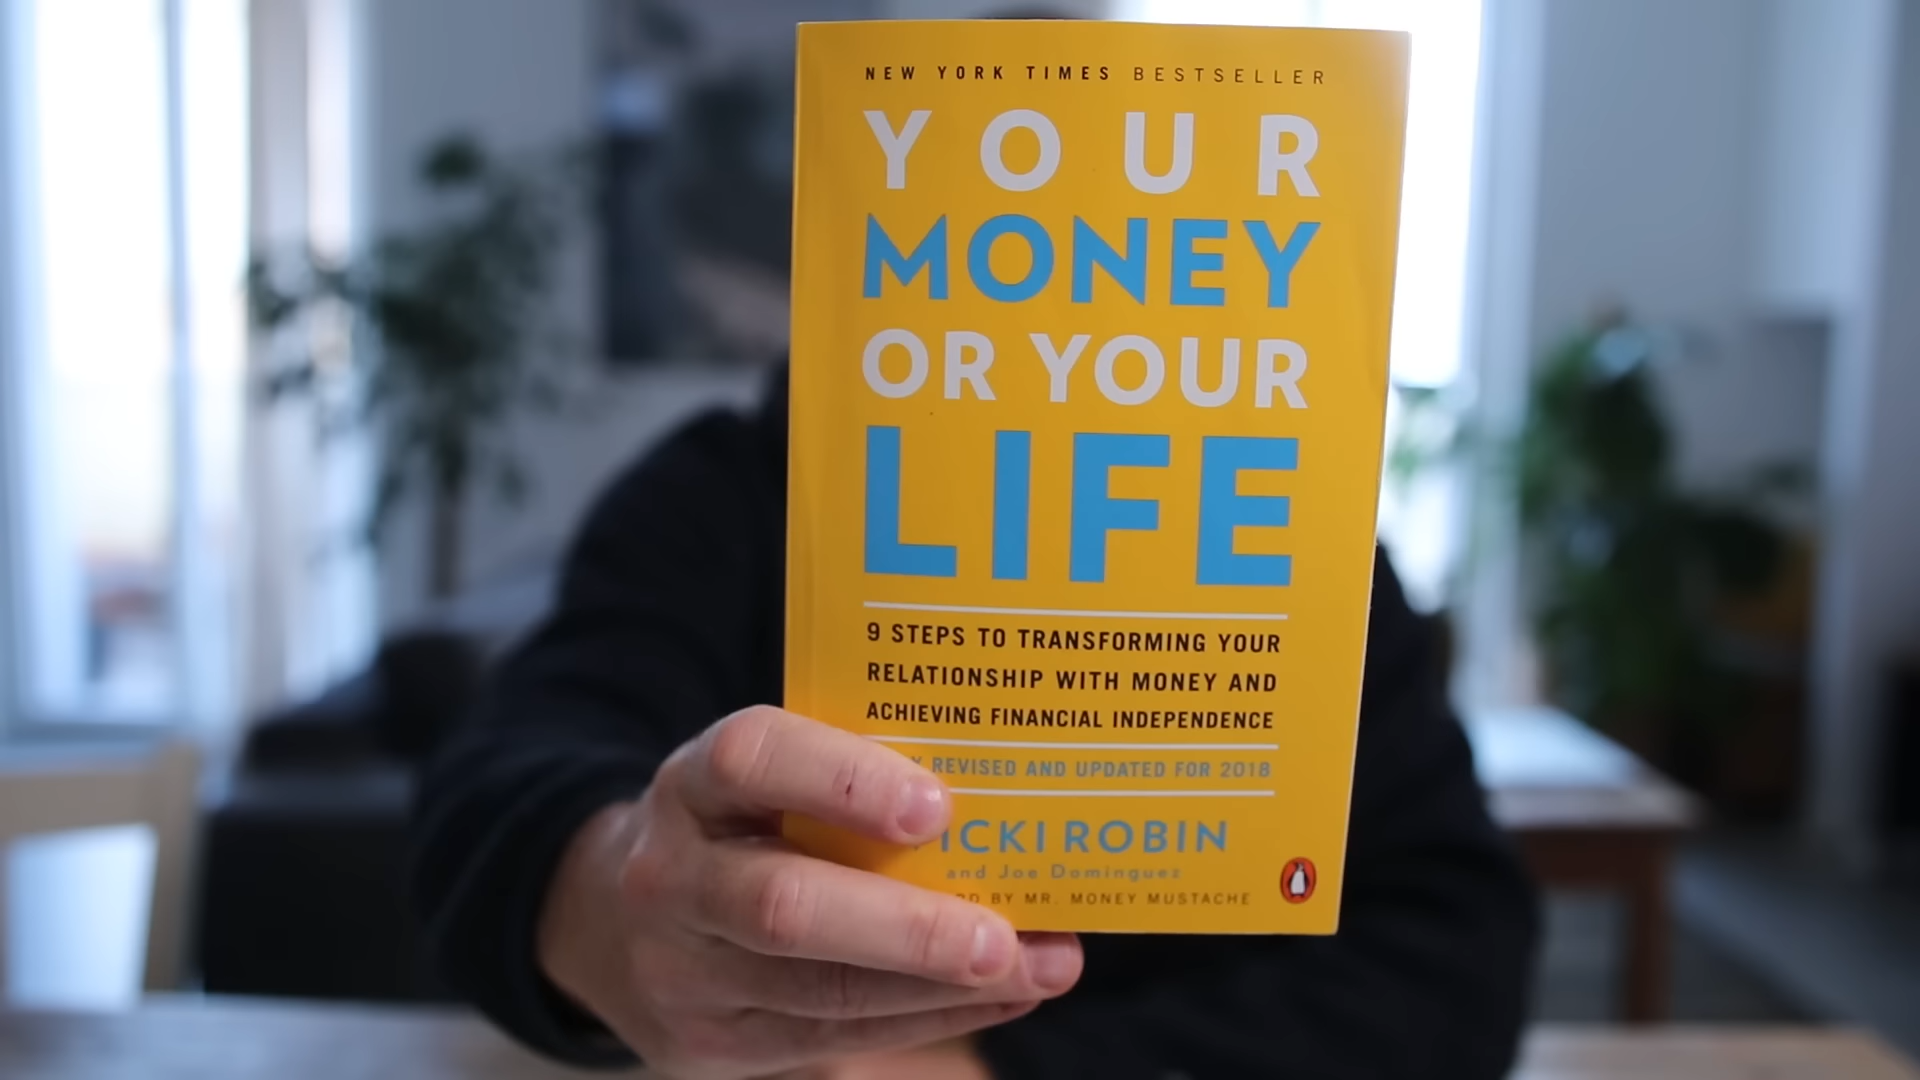 NEW YORK TIMES BESTSELLER
YOUR
MONEY
OR YOUR
LIFE
9 STEPS TO TRANSFORMING YOUR
RELATIONSHIP WITH MONEY AND
ACHIEVING FINANCIAL INDEPENDENCE
REVISED AND UPDATED FOR 2018
ROBIN
and Joe Dominguez
BY MR. MONEY MUSTACHE